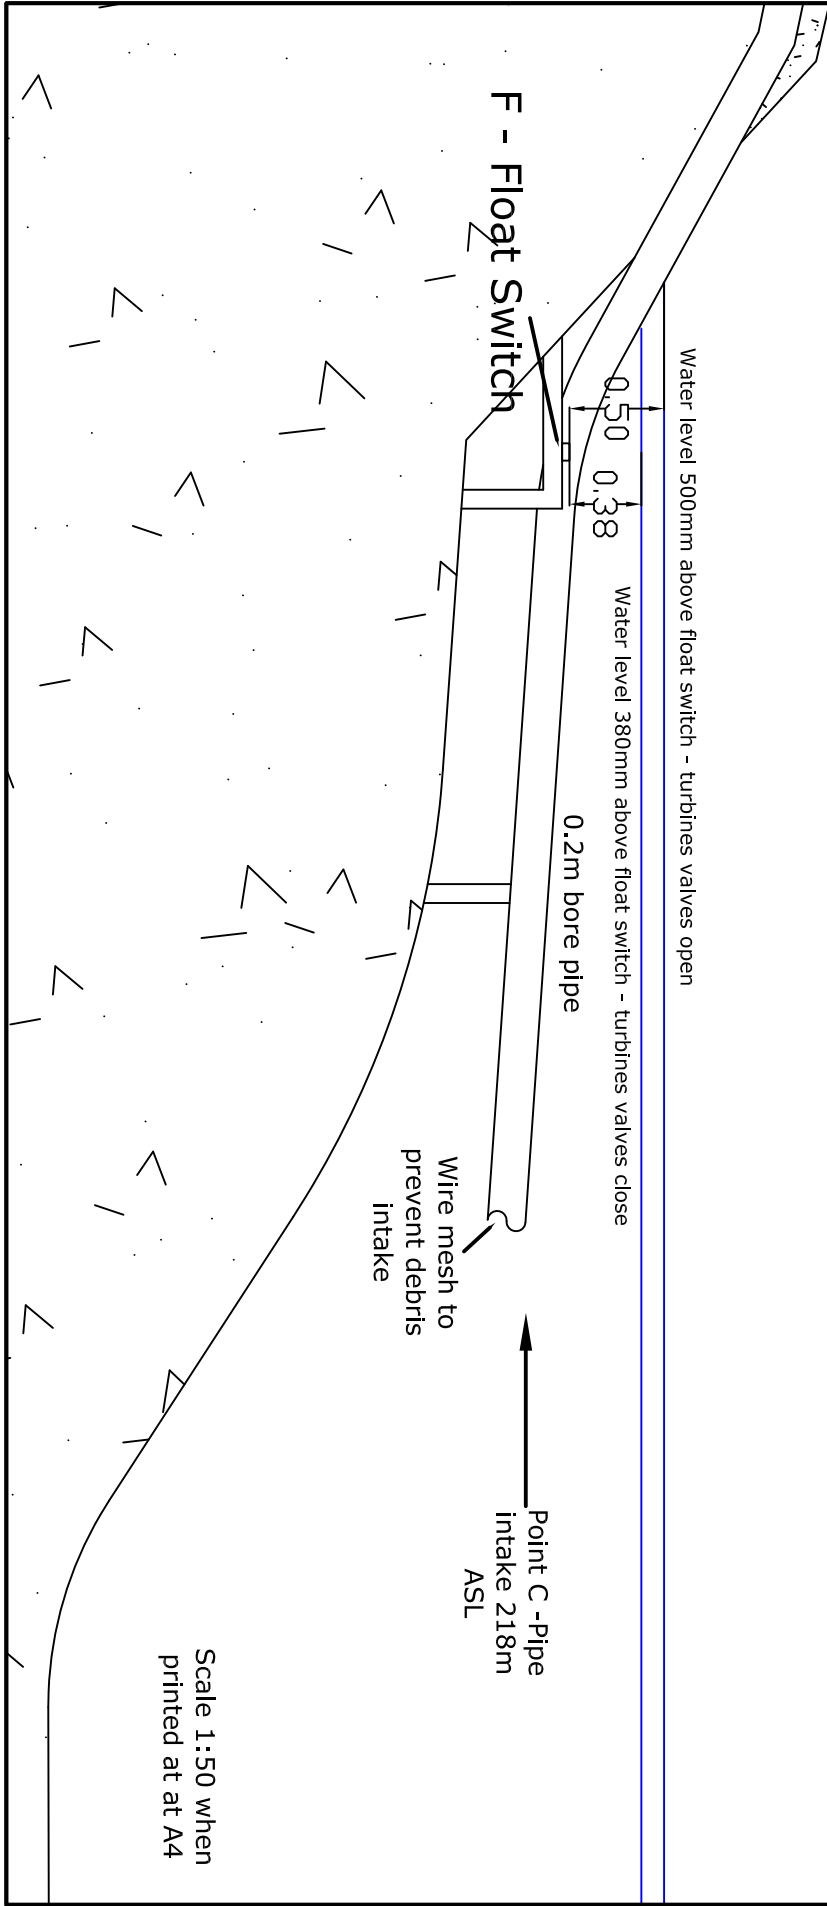 Water level 500mm above float switch - turbines valves open
0.50
Water level 380mm above float switch - turbines valves close
0.38
F - Float Switch
0.2m bore pipe
Wire mesh to
prevent debris
intake
Point C -Pipe
intake 218m
ASL
Scale 1:50 when
printed at at A4